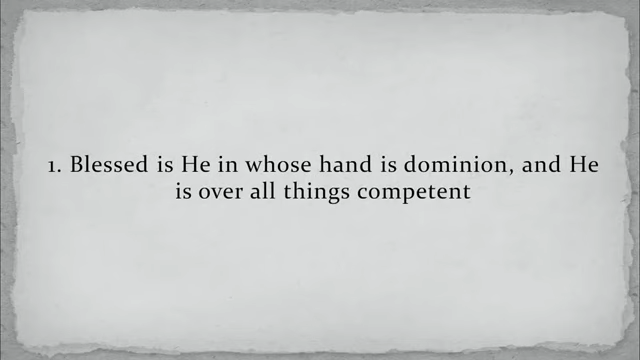 1. Blessed is He in whose hand is dominion, and He
is over all things competent